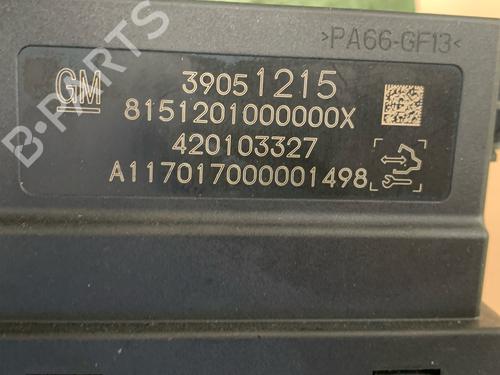 >PA66-GF13<
GM
39051215
8151201000000X
420103327
A117017000001498
B-PARTS